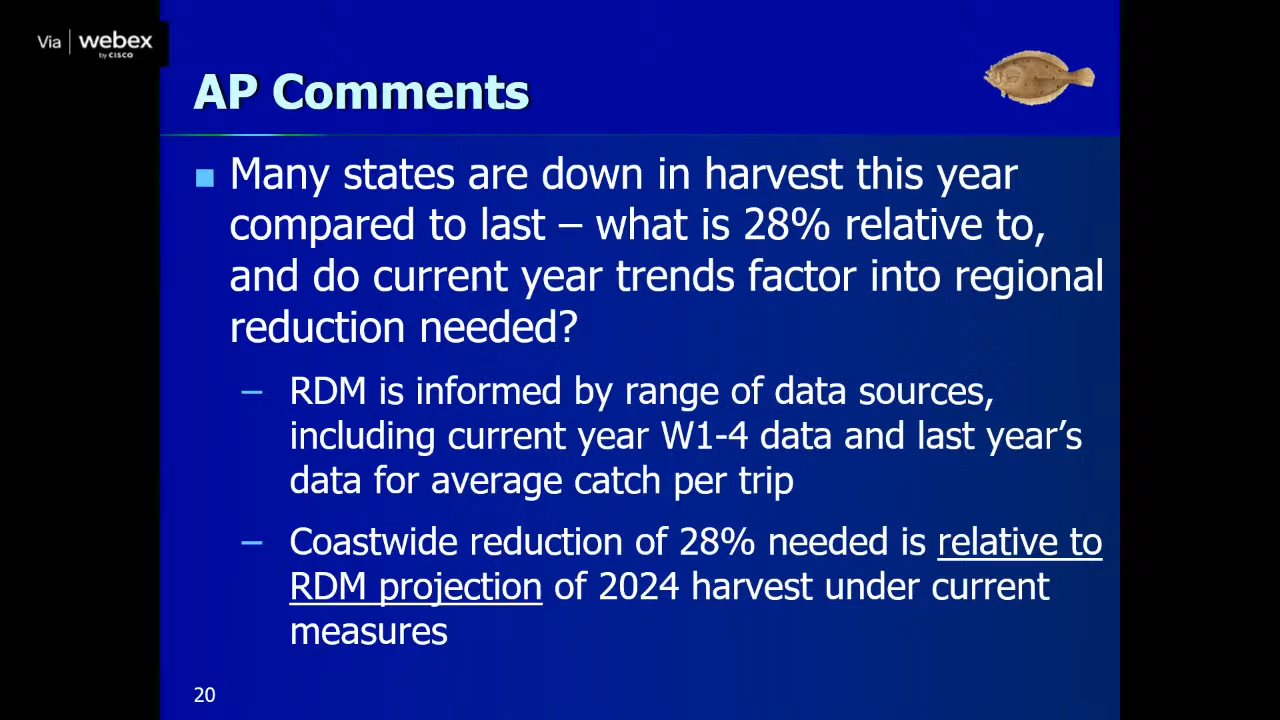 Via | webex
by CISCO
AP Comments
Many states are down in harvest this year
compared to last – what is 28% relative to,
and do current year trends factor into regional
reduction needed?
– RDM is informed by range of data sources,
including current year W1-4 data and last year's
data for average catch per trip
– Coastwide reduction of 28% needed is relative to
RDM projection of 2024 harvest under current
measures
20